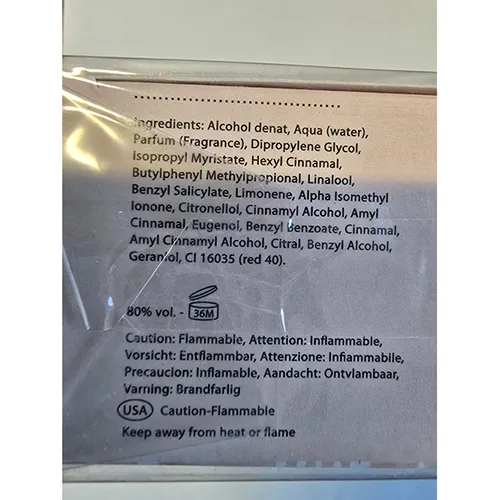 Ingredients: Alcohol denat, Aqua (water),
Parfum (Fragrance), Dipropylene Glycol,
Isopropyl Myristate, Hexyl Cinnamal,
Butylphenyl Methylpropional, Linalool,
Benzyl Salicylate, Limonene, Alpha Isomethyl
Ionone, Citronellol, Cinnamyl Alcohol, Amyl
Cinnamal, Eugenol, Benzyl Benzoate, Cinnamal,
Amyl Cinnamyl Alcohol, Citral, Benzyl Alcohol,
Geraniol, CI 16035 (red 40).
80% vol. - 36M
Caution: Flammable, Attention: Inflammable,
Vorsicht: Entflammbar, Attenzione: Infiammabile,
Precaucion: Inflamable, Aandacht: Ontvlambaar,
Varning: Brandfarlig
USA Caution-Flammable
Keep away from heat or flame